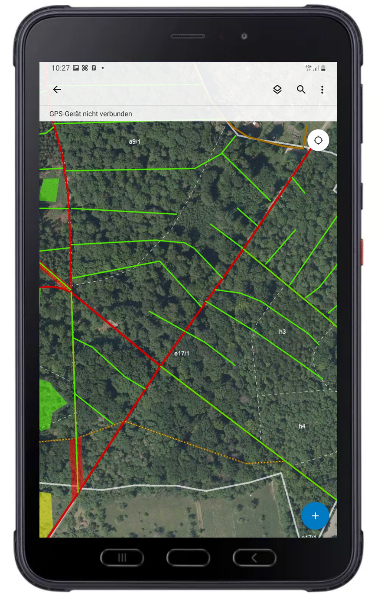 10:27
GPS-Gerät nicht verbunden
a9/1
h3
e17/1
h4